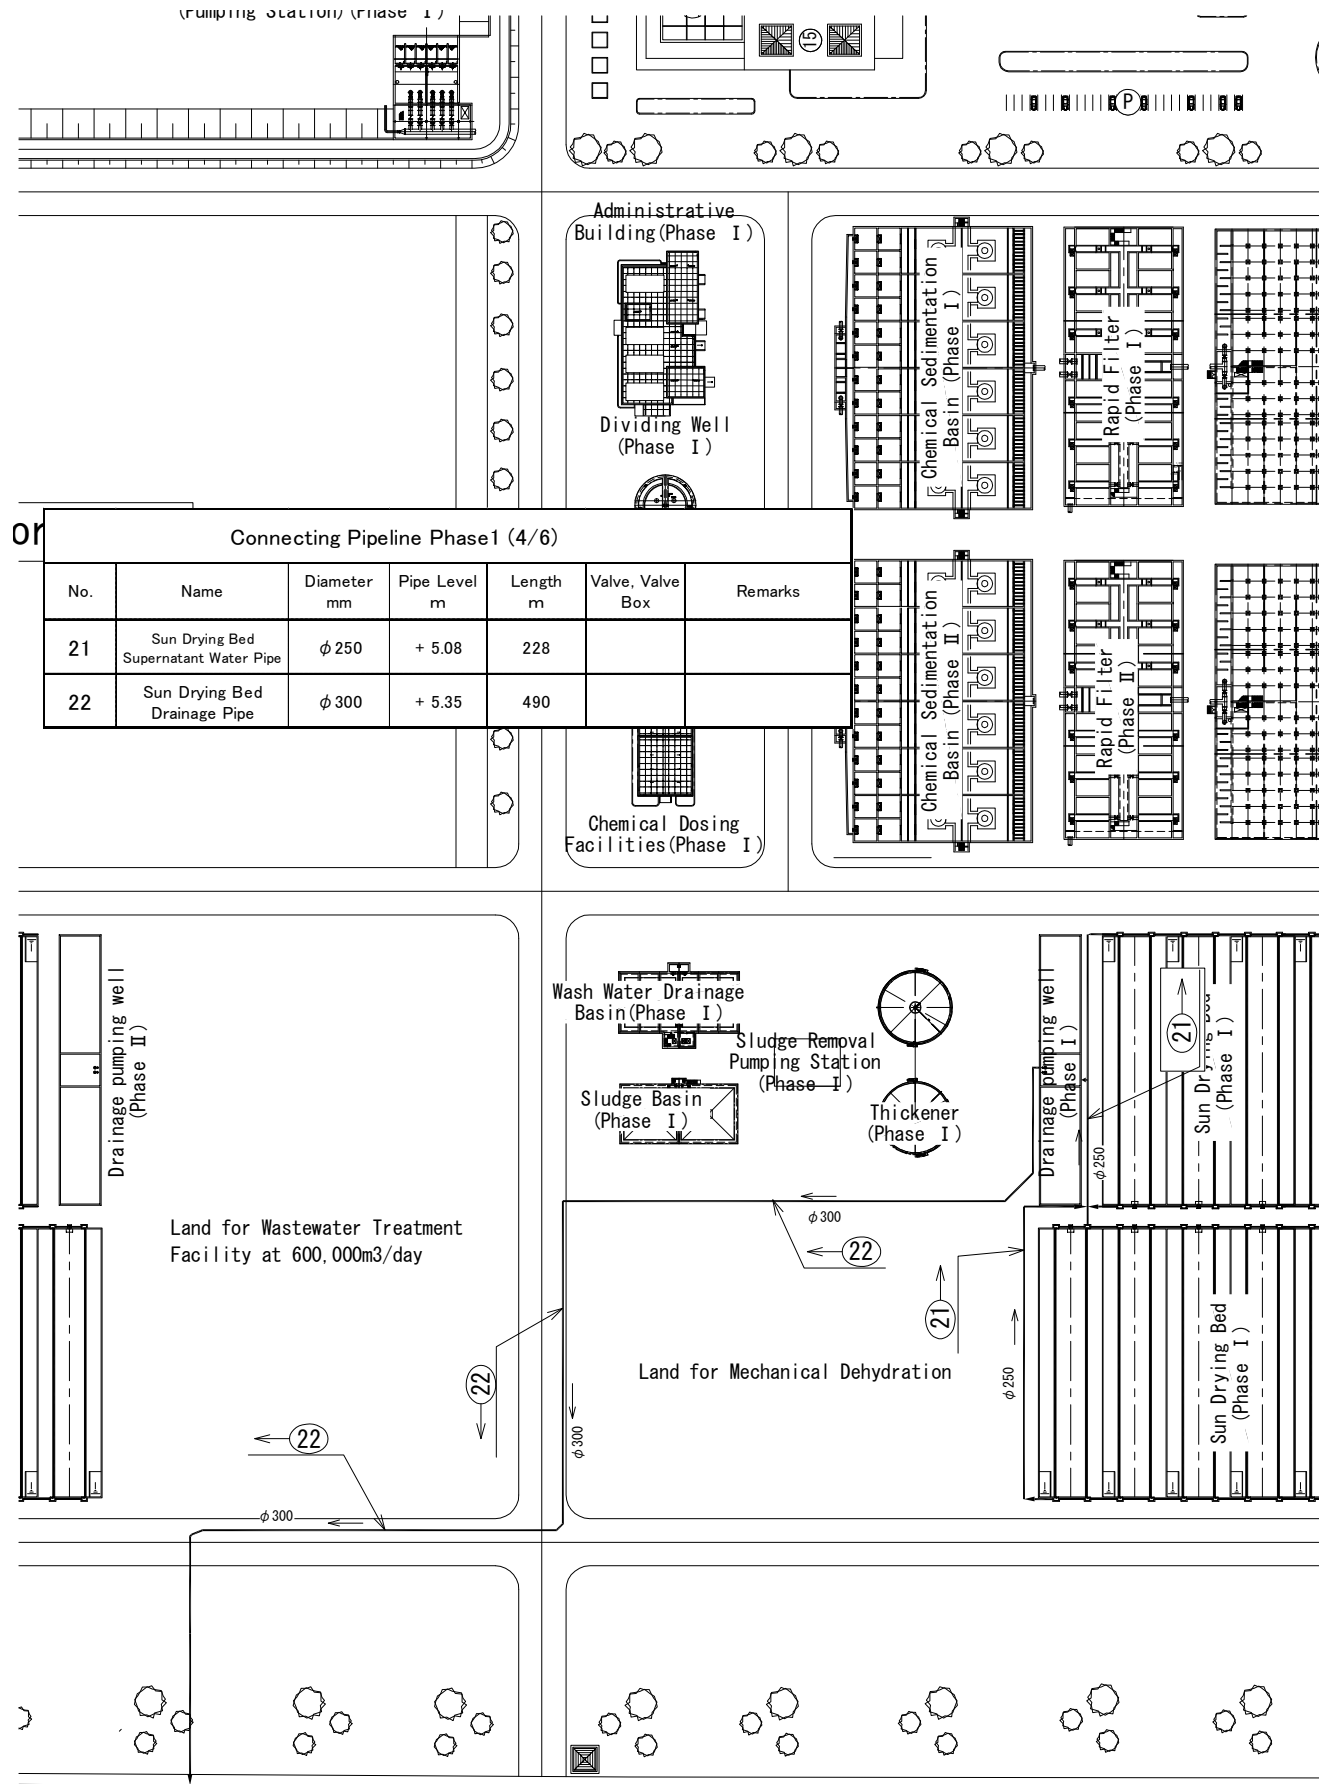 (Pumping Station)(Phase Ⅰ)
15
P
Administrative
Building(Phase Ⅰ)
Chemical Sedimentation
Basin (Phase Ⅰ)
Rapid Filter
(Phase Ⅰ)
Dividing Well
(Phase Ⅰ)
or
Connecting Pipeline Phase1 (4/6)
No. Name Diameter mm Pipe Level m Length m Valve, Valve Box Remarks
21 Sun Drying Bed Supernatant Water Pipe φ250 + 5.08 228
22 Sun Drying Bed Drainage Pipe φ300 + 5.35 490
Chemical Sedimentation
Basin (Phase Ⅱ)
Rapid Filter
(Phase Ⅱ)
Chemical Dosing
Facilities(Phase Ⅰ)
Drainage pumping well
(Phase Ⅱ)
Wash Water Drainage
Basin(Phase Ⅰ)
Sludge Removal
Pumping Station
(Phase Ⅰ)
Sludge Basin
(Phase Ⅰ)
Thickener
(Phase Ⅰ)
Drainage pumping well
(Phase Ⅰ)
21
Sun Drying Bed
(Phase Ⅰ)
φ250
φ300
22
Land for Wastewater Treatment
Facility at 600,000m3/day
21
φ250
Land for Mechanical Dehydration
Sun Drying Bed
(Phase Ⅰ)
22
φ300
22
φ300